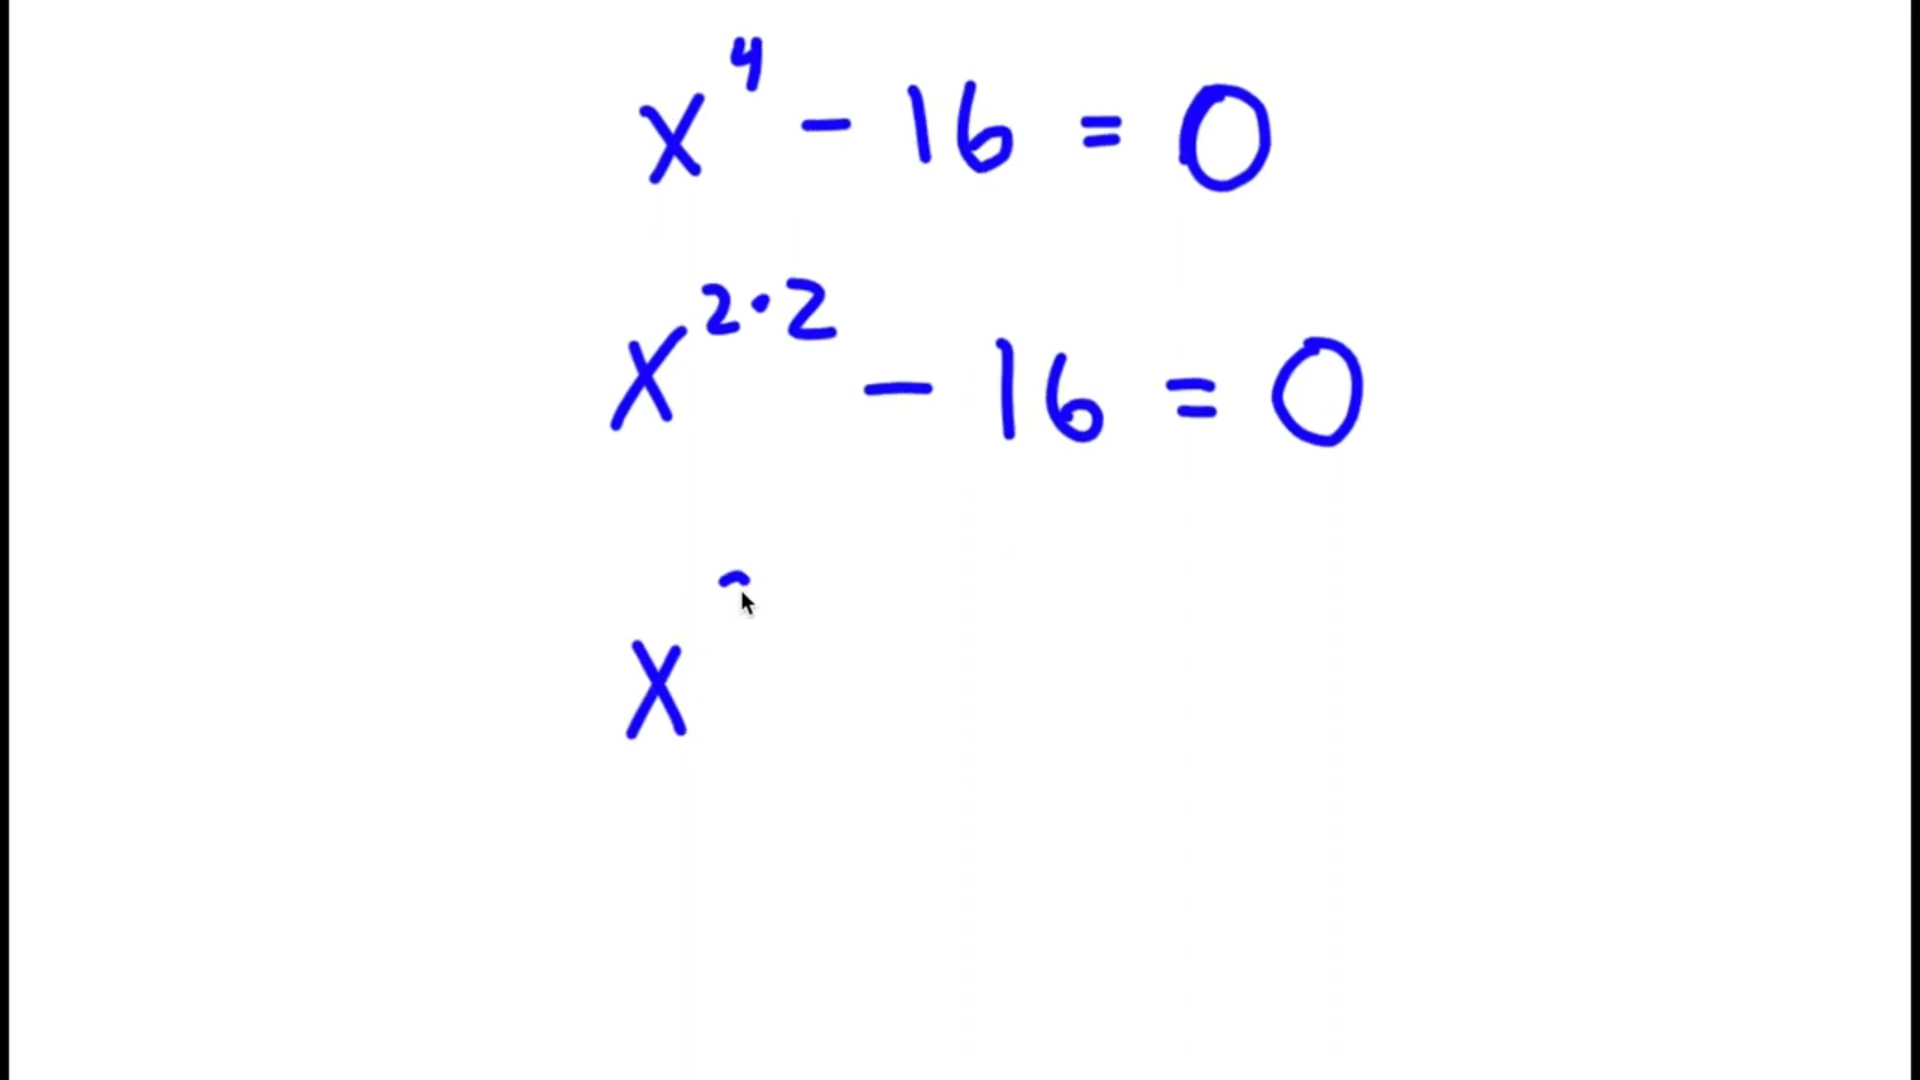 x⁴ - 16 = 0
x²·² - 16 = 0
x